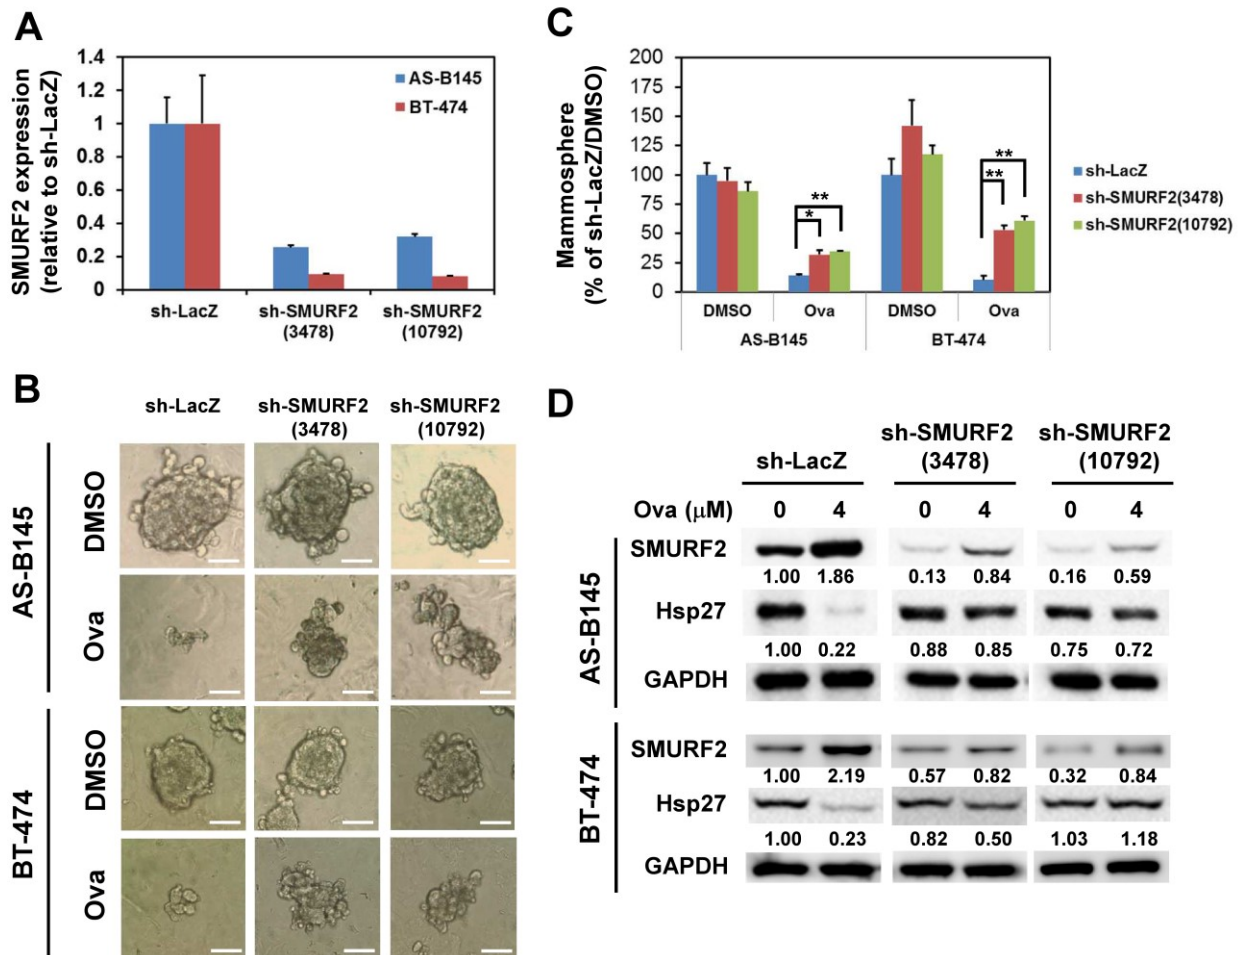 A
SMURF2 expression
(relative to sh-LacZ)
1.4
1.2
1
0.8
0.6
0.4
0.2
0
AS-B145
BT-474
sh-LacZ
sh-SMURF2
(3478)
sh-SMURF2
(10792)
C
Mammosphere
(% of sh-LacZ/DMSO)
200
175
150
125
100
75
50
25
0
*
**
**
**
DMSO Ova DMSO Ova
AS-B145 BT-474
sh-LacZ
sh-SMURF2(3478)
sh-SMURF2(10792)
B
sh-LacZ sh-SMURF2 sh-SMURF2
(3478) (10792)
AS-B145
DMSO
Ova
BT-474
DMSO
Ova
D
sh-LacZ sh-SMURF2 sh-SMURF2
(3478) (10792)
Ova (μM) 0 4 0 4 0 4
AS-B145
SMURF2
1.00 1.86 0.13 0.84 0.16 0.59
Hsp27
1.00 0.22 0.88 0.85 0.75 0.72
GAPDH
BT-474
SMURF2
1.00 2.19 0.57 0.82 0.32 0.84
Hsp27
1.00 0.23 0.82 0.50 1.03 1.18
GAPDH